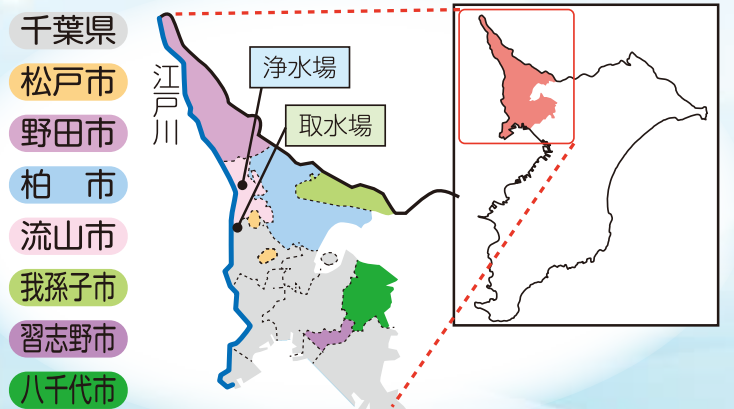 千葉県
松戸市
野田市
柏 市
流山市
我孫子市
習志野市
八千代市
江戸川
浄水場
取水場